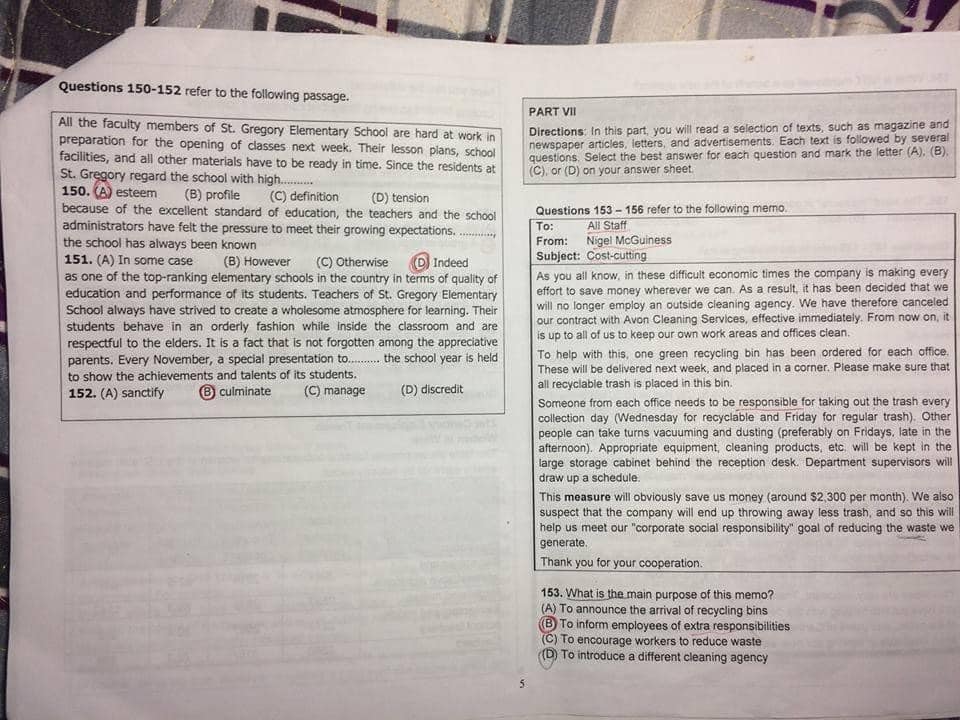 Questions 150-152 refer to the following passage.
All the faculty members of St. Gregory Elementary School are hard at work in
preparation for the opening of classes next week. Their lesson plans, school
facilities, and all other materials have to be ready in time. Since the residents at
St. Gregory regard the school with high..........
150. (A) esteem (B) profile (C) definition (D) tension
because of the excellent standard of education, the teachers and the school
administrators have felt the pressure to meet their growing expectations. ..........,
the school has always been known
151. (A) In some case (B) However (C) Otherwise (D) Indeed
as one of the top-ranking elementary schools in the country in terms of quality of
education and performance of its students. Teachers of St. Gregory Elementary
School always have strived to create a wholesome atmosphere for learning. Their
students behave in an orderly fashion while inside the classroom and are
respectful to the elders. It is a fact that is not forgotten among the appreciative
parents. Every November, a special presentation to.......... the school year is held
to show the achievements and talents of its students.
152. (A) sanctify (B) culminate (C) manage (D) discredit
PART VII
Directions: In this part, you will read a selection of texts, such as magazine and
newspaper articles, letters, and advertisements. Each text is followed by several
questions. Select the best answer for each question and mark the letter (A), (B),
(C), or (D) on your answer sheet.
Questions 153 – 156 refer to the following memo.
To: All Staff
From: Nigel McGuiness
Subject: Cost-cutting
As you all know, in these difficult economic times the company is making every
effort to save money wherever we can. As a result, it has been decided that we
will no longer employ an outside cleaning agency. We have therefore canceled
our contract with Avon Cleaning Services, effective immediately. From now on, it
is up to all of us to keep our own work areas and offices clean.
To help with this, one green recycling bin has been ordered for each office.
These will be delivered next week, and placed in a corner. Please make sure that
all recyclable trash is placed in this bin.
Someone from each office needs to be responsible for taking out the trash every
collection day (Wednesday for recyclable and Friday for regular trash). Other
people can take turns vacuuming and dusting (preferably on Fridays, late in the
afternoon). Appropriate equipment, cleaning products, etc. will be kept in the
large storage cabinet behind the reception desk. Department supervisors will
draw up a schedule.
This measure will obviously save us money (around $2,300 per month). We also
suspect that the company will end up throwing away less trash, and so this will
help us meet our "corporate social responsibility" goal of reducing the waste we
generate.
Thank you for your cooperation.
153. What is the main purpose of this memo?
(A) To announce the arrival of recycling bins
(B) To inform employees of extra responsibilities
(C) To encourage workers to reduce waste
(D) To introduce a different cleaning agency
5